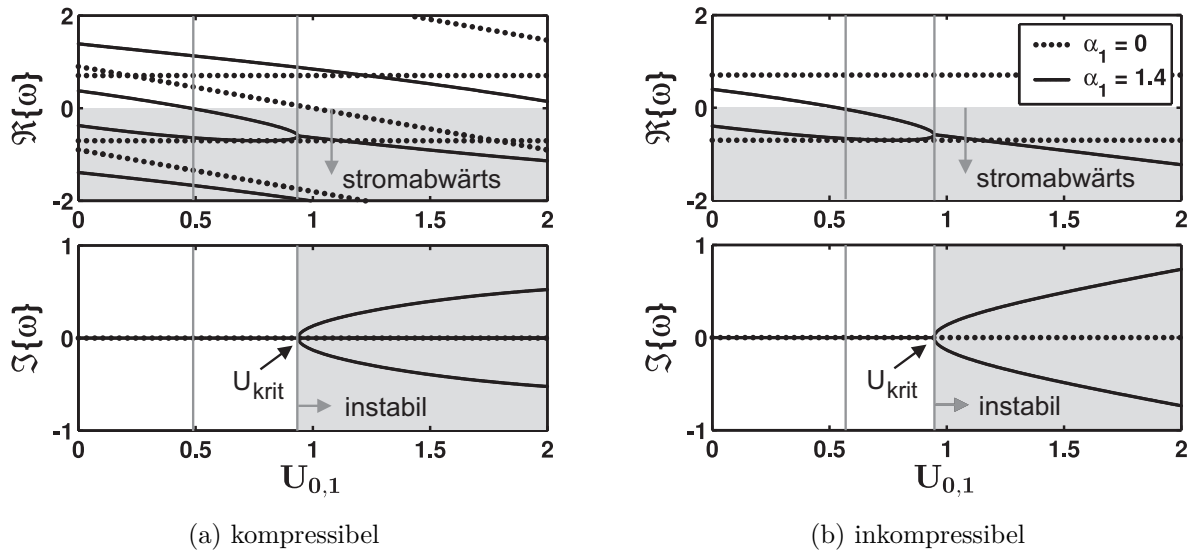 2
0
-2
ℜ{ω}
0
0.5
1
1.5
2
stromabwärts
1
0
-1
ℑ{ω}
U_krit
instabil
0
0.5
1
1.5
2
U_0,1
(a) kompressibel
2
0
-2
ℜ{ω}
α_1 = 0
α_1 = 1.4
0
0.5
1
1.5
2
stromabwärts
1
0
-1
ℑ{ω}
U_krit
instabil
0
0.5
1
1.5
2
U_0,1
(b) inkompressibel